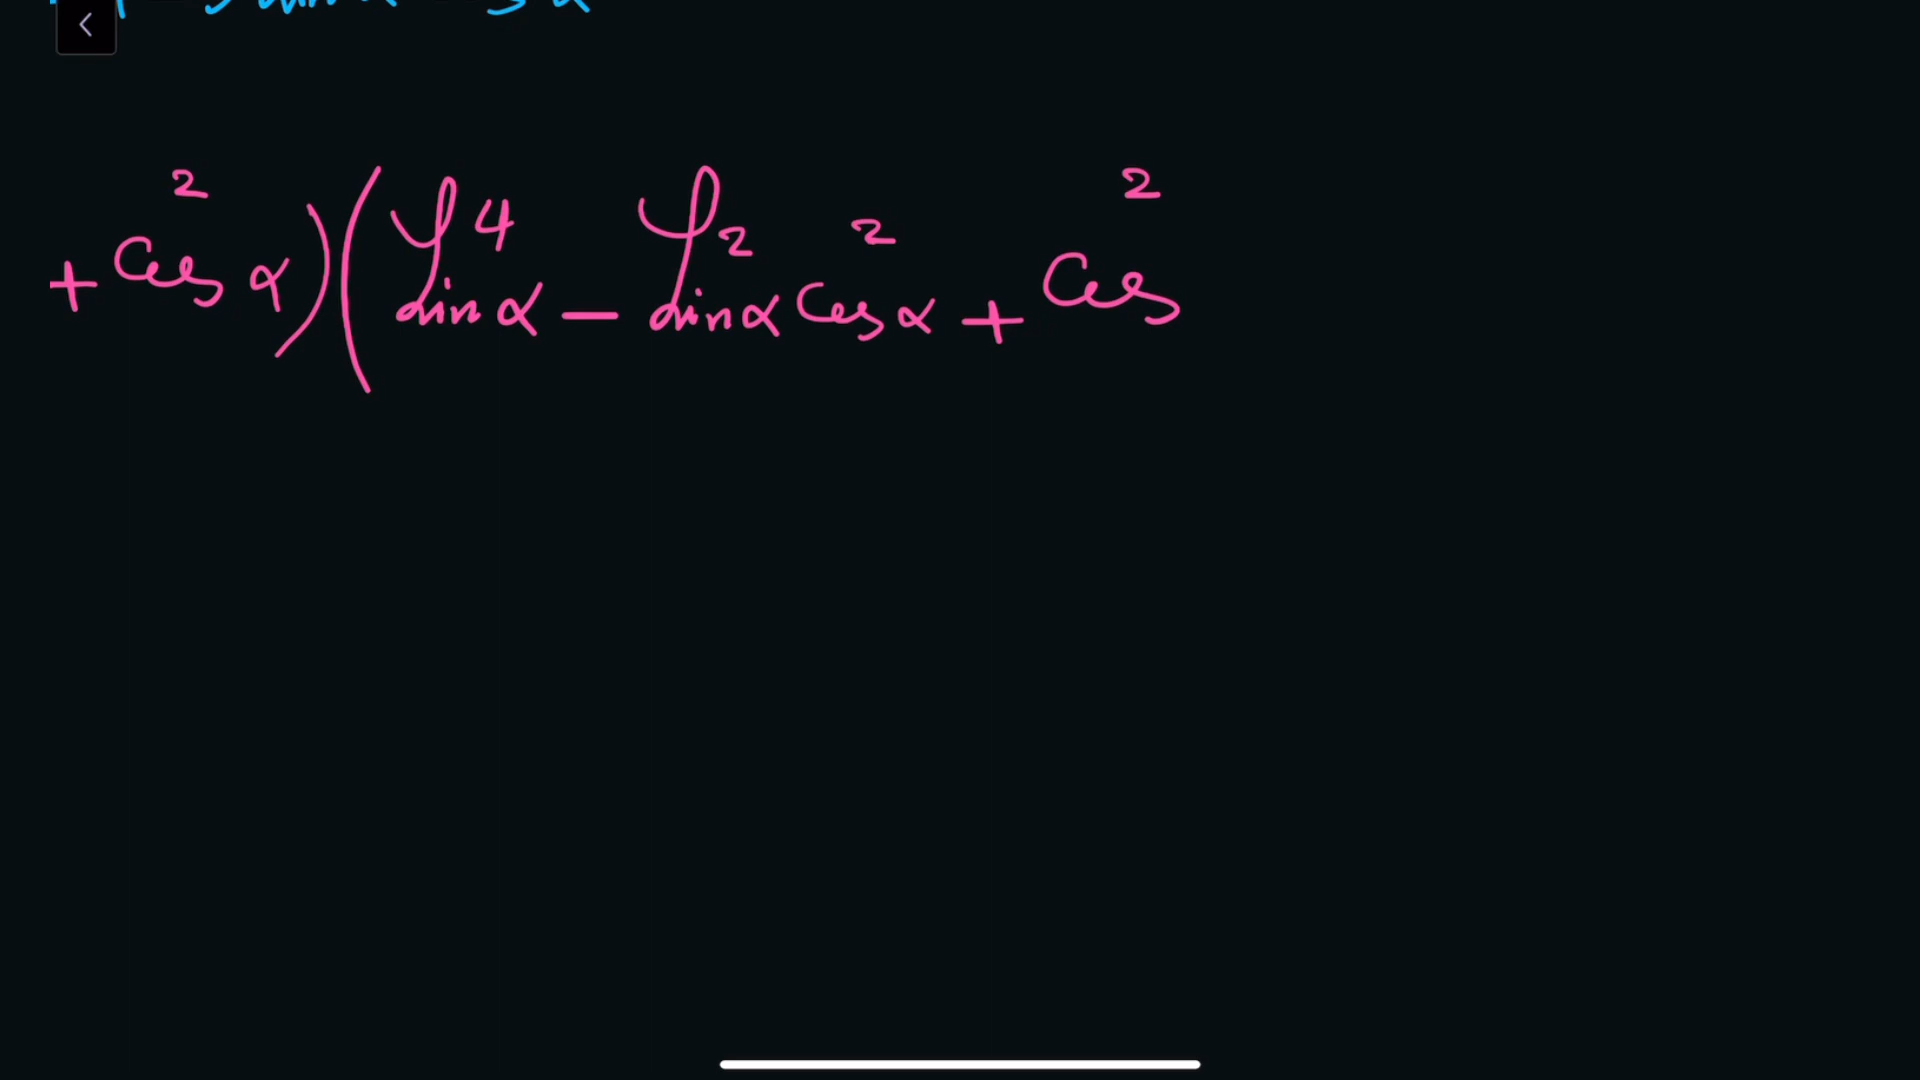 + cos²α)(sin⁴α − sin²α cos²α + cos²